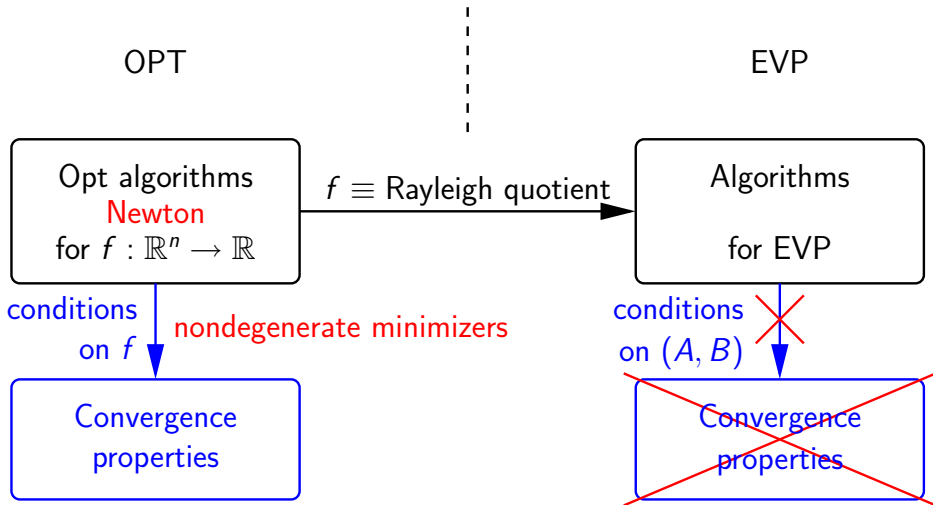 OPT
EVP
Opt algorithms
Newton
for f : ℝⁿ → ℝ
f ≡ Rayleigh quotient
Algorithms
for EVP
conditions
on f
nondegenerate minimizers
conditions
on (A, B)
Convergence
properties
Convergence
properties